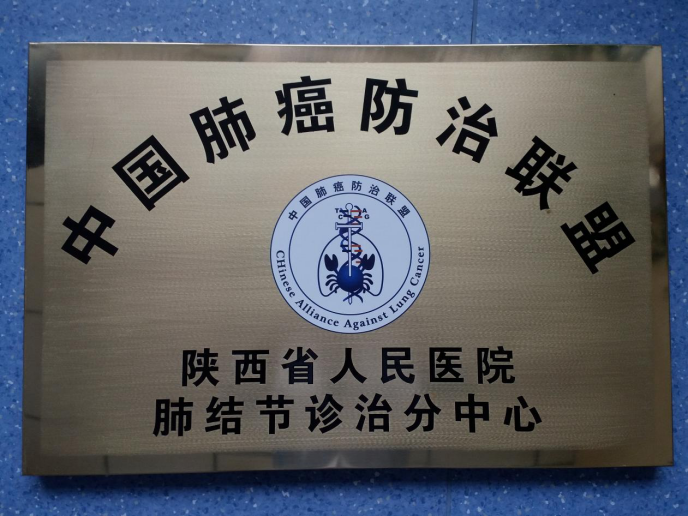 中国肺癌防治联盟
中国肺癌防治联盟
CHinese Alliance Against Lung Cancer
陕西省人民医院
肺结节诊治分中心